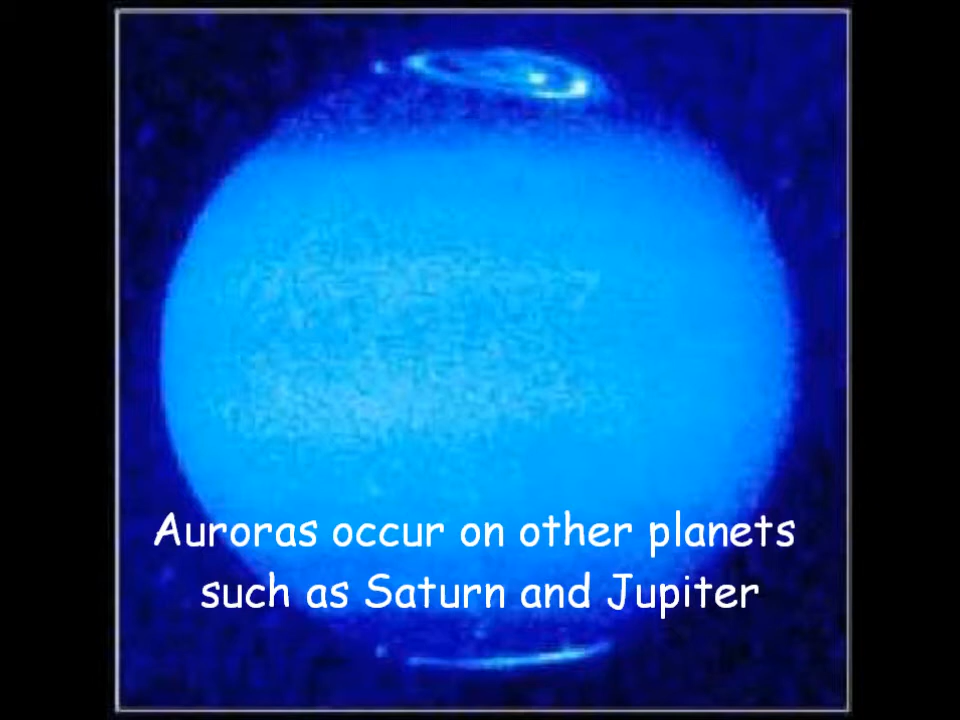 Auroras occur on other planets
such as Saturn and Jupiter